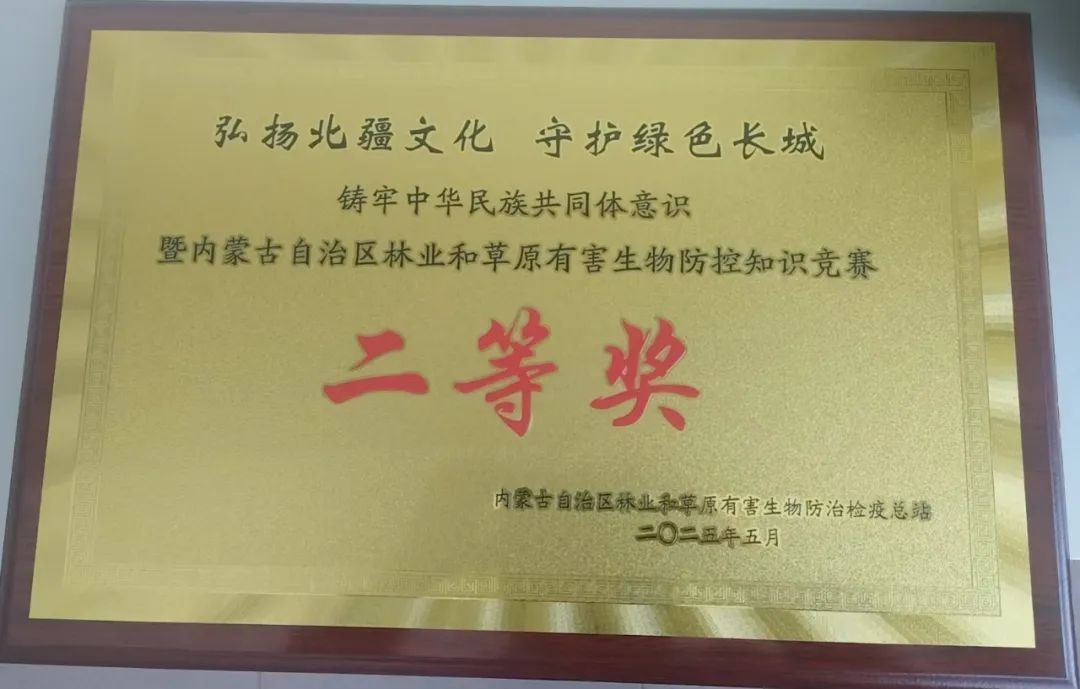 弘扬北疆文化 守护绿色长城
铸牢中华民族共同体意识
暨内蒙古自治区林业和草原有害生物防控知识竞赛
二等奖
内蒙古自治区林业和草原有害生物防治检疫总站
二〇二五年五月